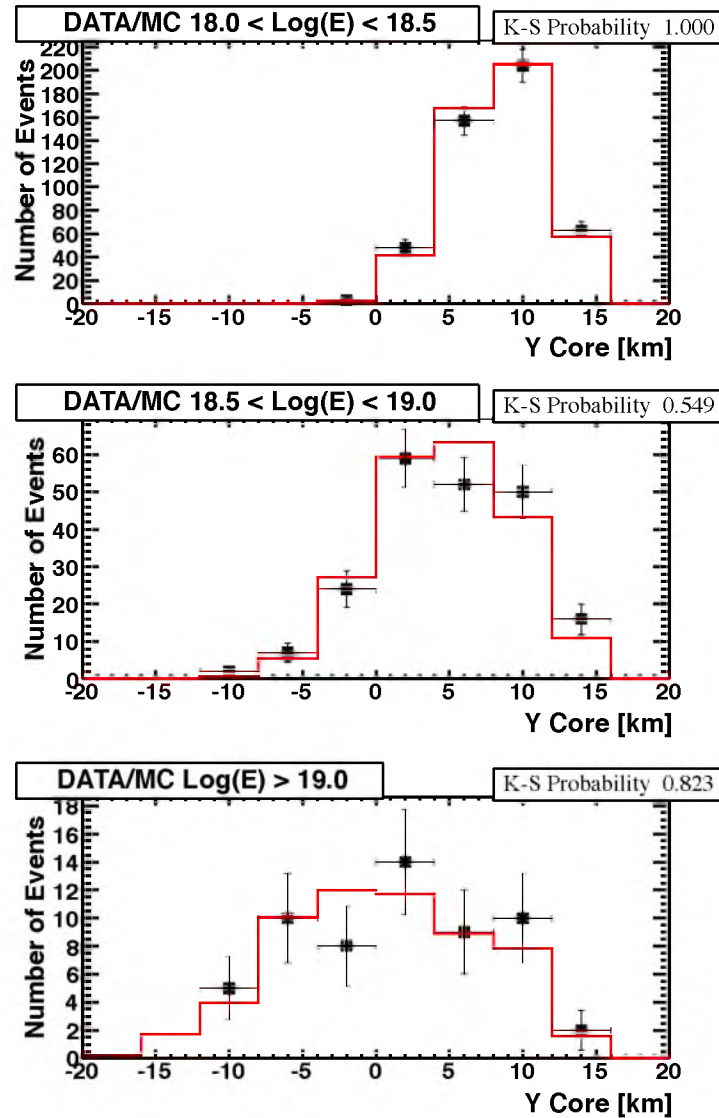 DATA/MC 18.0 < Log(E) < 18.5
K-S Probability 1.000
Number of Events
220
200
180
160
140
120
100
80
60
40
20
0
-20 -15 -10 -5 0 5 10 15 20
Y Core [km]
DATA/MC 18.5 < Log(E) < 19.0
K-S Probability 0.549
Number of Events
60
50
40
30
20
10
0
-20 -15 -10 -5 0 5 10 15 20
Y Core [km]
DATA/MC Log(E) > 19.0
K-S Probability 0.823
Number of Events
18
16
14
12
10
8
6
4
2
0
-20 -15 -10 -5 0 5 10 15 20
Y Core [km]